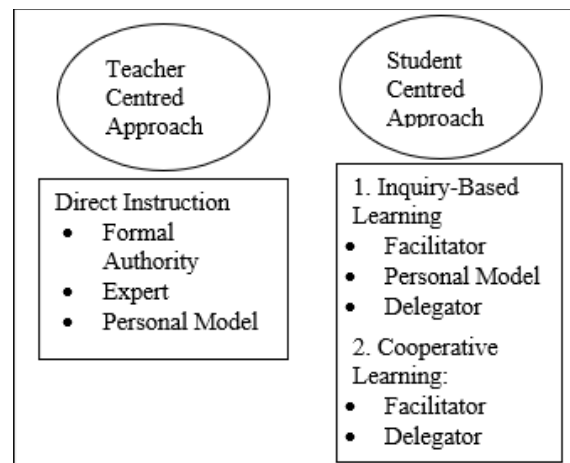 Teacher
Centred
Approach
Direct Instruction
• Formal
Authority
• Expert
• Personal Model
Student
Centred
Approach
1. Inquiry-Based
Learning
• Facilitator
• Personal Model
• Delegator
2. Cooperative
Learning:
• Facilitator
• Delegator